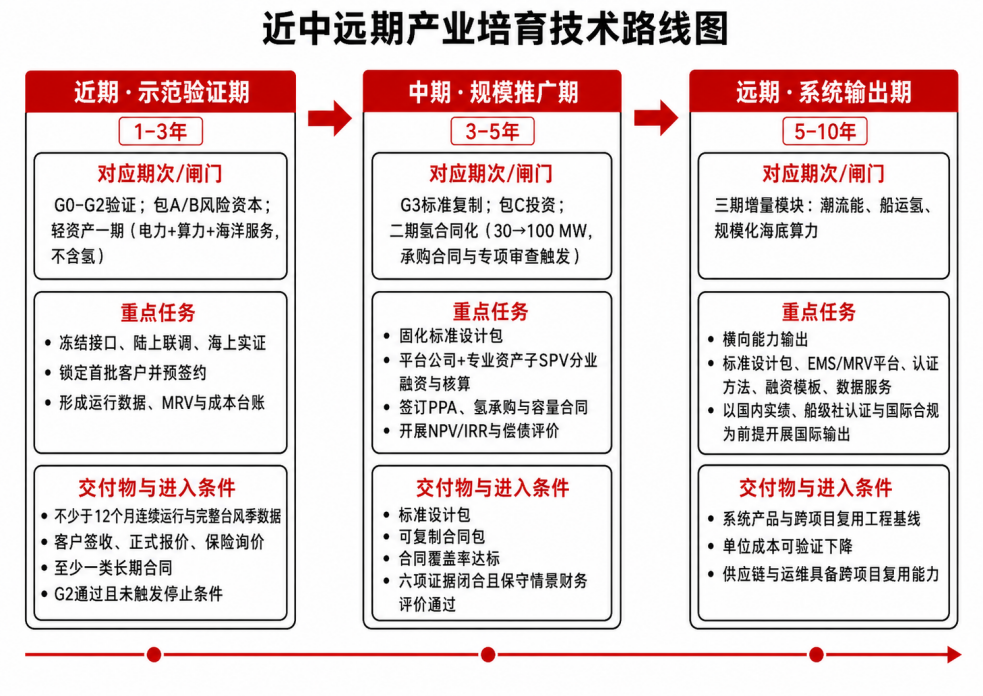 近中远期产业培育技术路线图
近期·示范验证期
1-3年
对应期次/闸门
G0-G2验证；包A/B风险资本；
轻资产一期（电力+算力+海洋服务，
不含氢）
重点任务
• 冻结接口、陆上联调、海上实证
• 锁定首批客户并预签约
• 形成运行数据、MRV与成本台账
交付物与进入条件
• 不少于12个月连续运行与完整台风季数据
• 客户签收、正式报价、保险询价
• 至少一类长期合同
• G2通过且未触发停止条件
中期·规模推广期
3-5年
对应期次/闸门
G3标准复制；包C投资；
二期氢合同化（30→100 MW，
承购合同与专项审查触发）
重点任务
• 固化标准设计包
• 平台公司+专业资产子SPV分业
融资与核算
• 签订PPA、氢承购与容量合同
• 开展NPV/IRR与偿债评价
交付物与进入条件
• 标准设计包
• 可复制合同包
• 合同覆盖率达标
• 六项证据闭合且保守情景财务
评价通过
远期·系统输出期
5-10年
对应期次/闸门
三期增量模块：潮流能、船运氢、
规模化海底算力
重点任务
• 横向能力输出
• 标准设计包、EMS/MRV平台、认证
方法、融资模板、数据服务
• 以国内实绩、船级社认证与国际合规
为前提开展国际输出
交付物与进入条件
• 系统产品与跨项目复用工程基线
• 单位成本可验证下降
• 供应链与运维具备跨项目复用能力